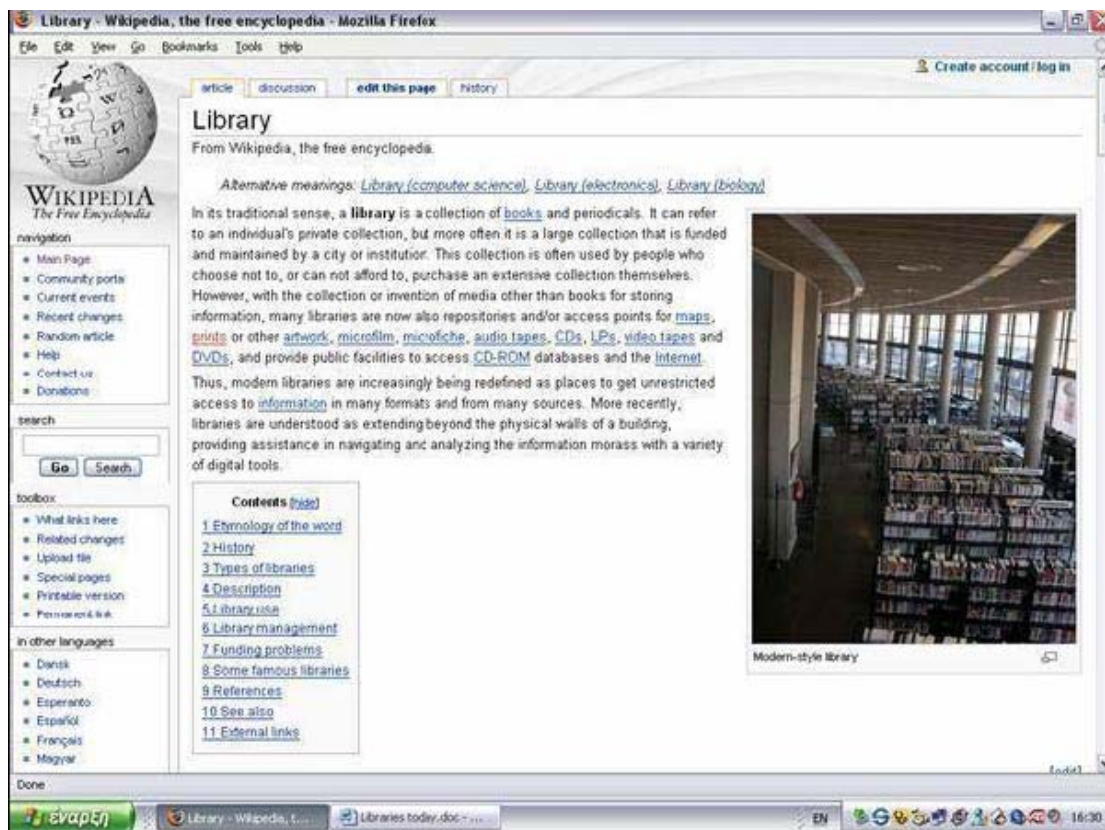 Library - Wikipedia, the free encyclopedia - Mozilla Firefox
File Edit View Go Bookmarks Tools Help
Create account / log in
article discussion edit this page history
WIKIPEDIA
The Free Encyclopedia
navigation
Main Page
Community portal
Current events
Recent changes
Random article
Help
Contact us
Donations
search
Go Search
toolbox
What links here
Related changes
Upload file
Special pages
Printable version
Permanent link
in other languages
Dansk
Deutsch
Esperanto
Español
Français
Magyar
Library
From Wikipedia, the free encyclopedia.
Alternative meanings: Library (computer science), Library (electronics), Library (biology)
In its traditional sense, a library is a collection of books and periodicals. It can refer
to an individual's private collection, but more often it is a large collection that is funded
and maintained by a city or institution. This collection is often used by people who
choose not to, or can not afford to, purchase an extensive collection themselves.
However, with the collection or invention of media other than books for storing
information, many libraries are now also repositories and/or access points for maps,
prints or other artwork, microfilm, microfiche, audio tapes, CDs, LPs, video tapes and
DVDs, and provide public facilities to access CD-ROM databases and the Internet.
Thus, modern libraries are increasingly being redefined as places to get unrestricted
access to information in many formats and from many sources. More recently,
libraries are understood as extending beyond the physical walls of a building,
providing assistance in navigating and analyzing the information morass with a variety
of digital tools.
Modern-style library
Contents [hide]
1 Etymology of the word
2 History
3 Types of libraries
4 Description
5 Library use
6 Library management
7 Funding problems
8 Some famous libraries
9 References
10 See also
11 External links
[edit]
Done
έναρξη
Library - Wikipedia, t...
Libraries today.doc - ...
EN
16:30